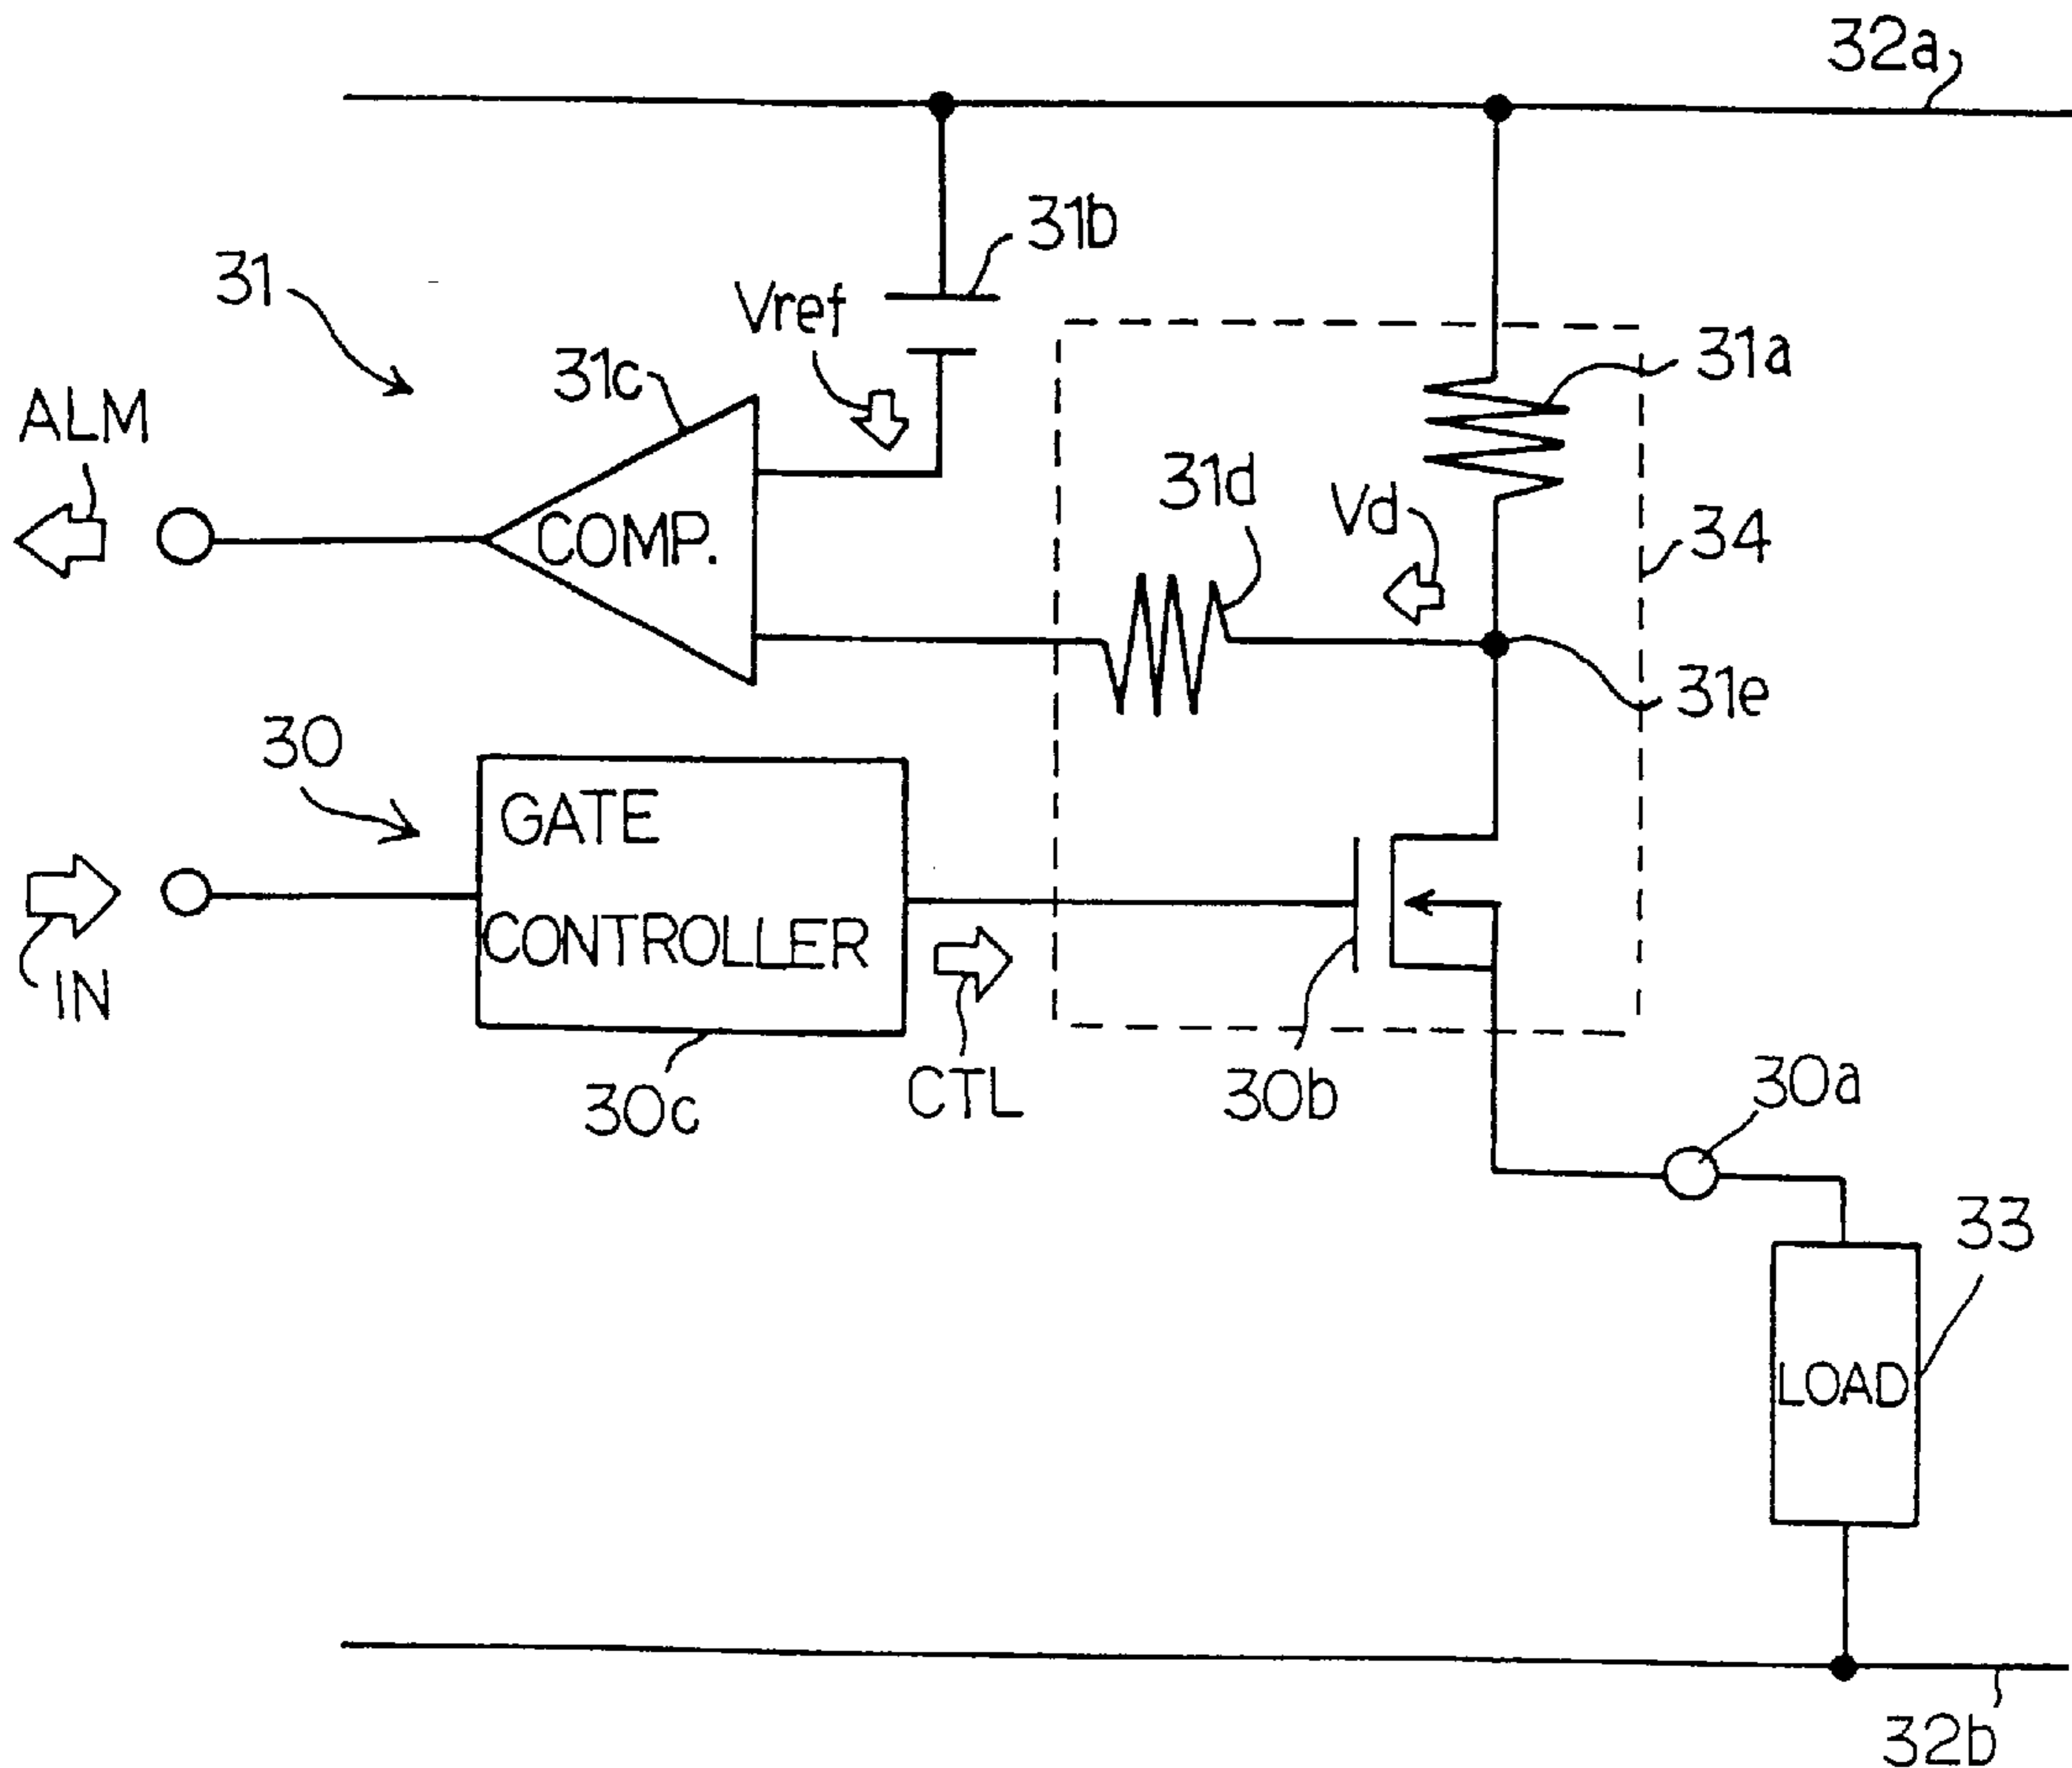 32a
31b
31
Vref
31c
31a
ALM
31d
Vd
34
COMP.
31e
30
GATE
CONTROLLER
IN
CTL
30c
30b
30a
33
LOAD
32b